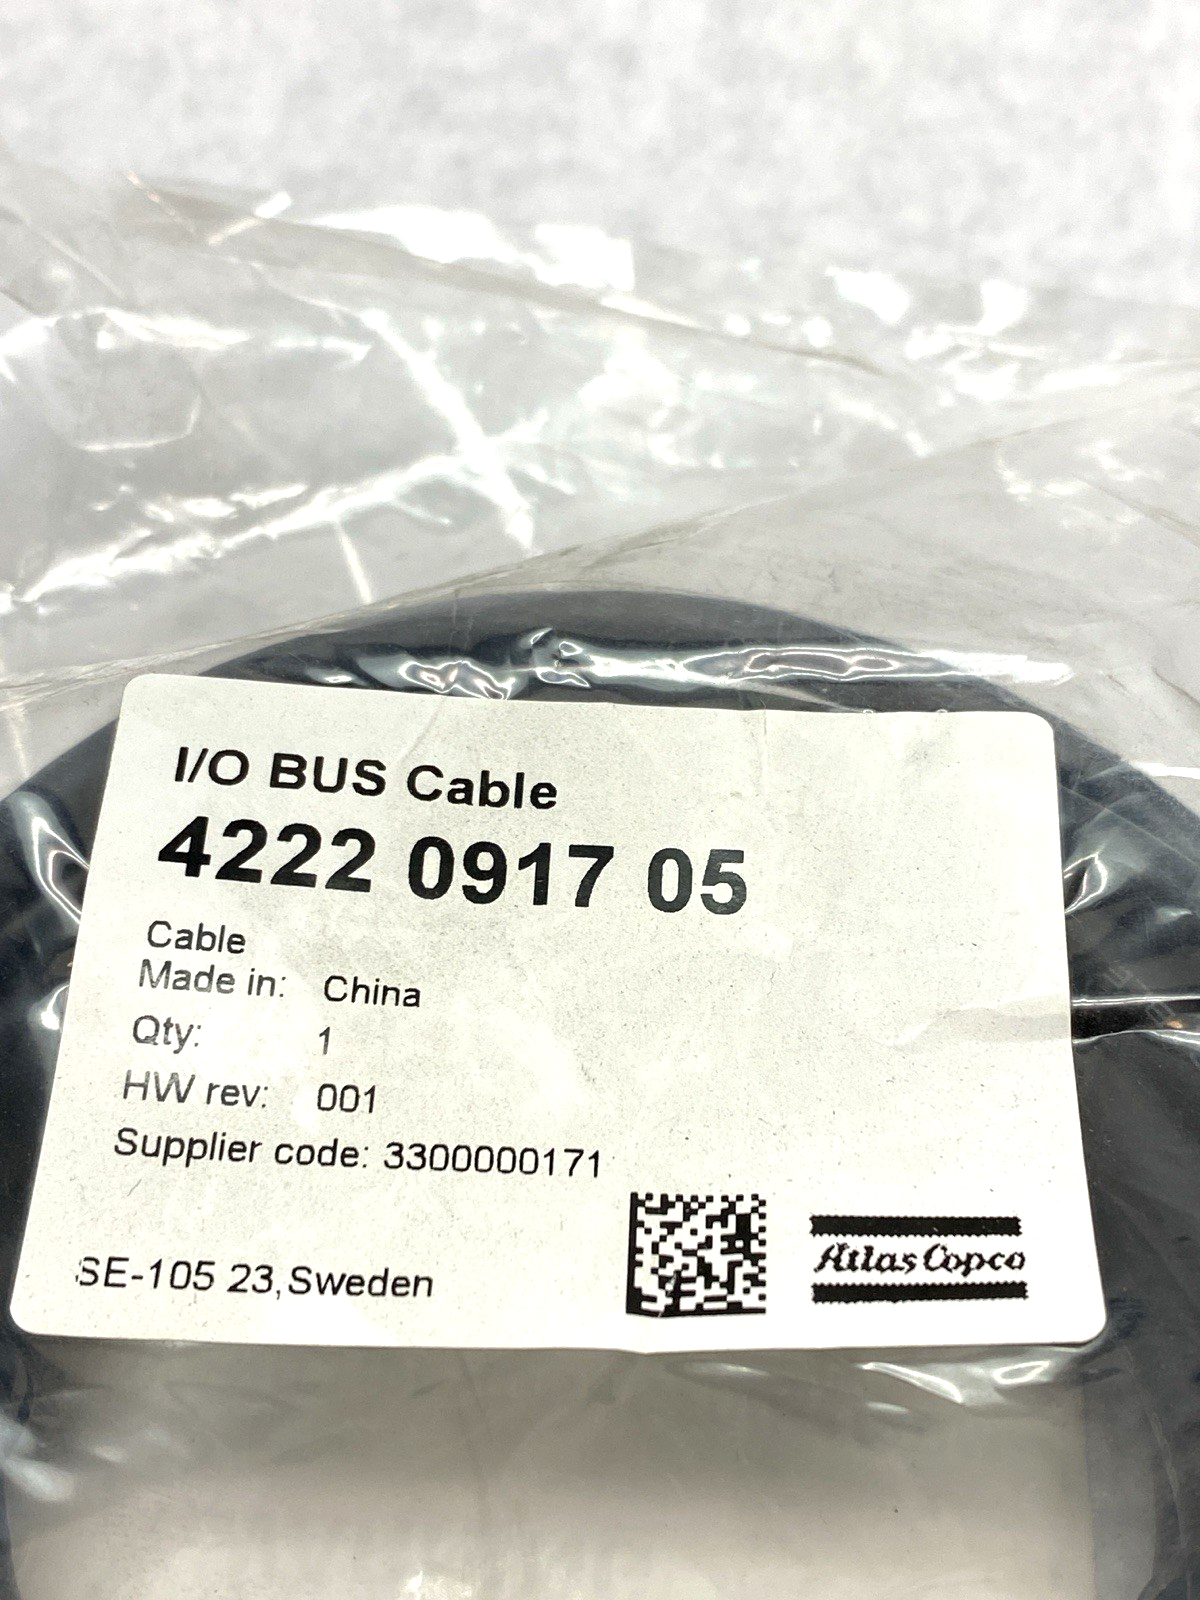 I/O BUS Cable
4222 0917 05
Cable
Made in: China
Qty: 1
HW rev: 001
Supplier code: 3300000171
SE-105 23, Sweden
Atlas Copco